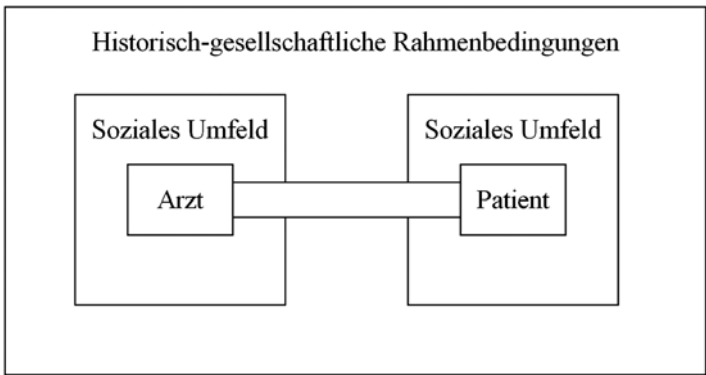 Historisch-gesellschaftliche Rahmenbedingungen
Soziales Umfeld
Soziales Umfeld
Arzt
Patient